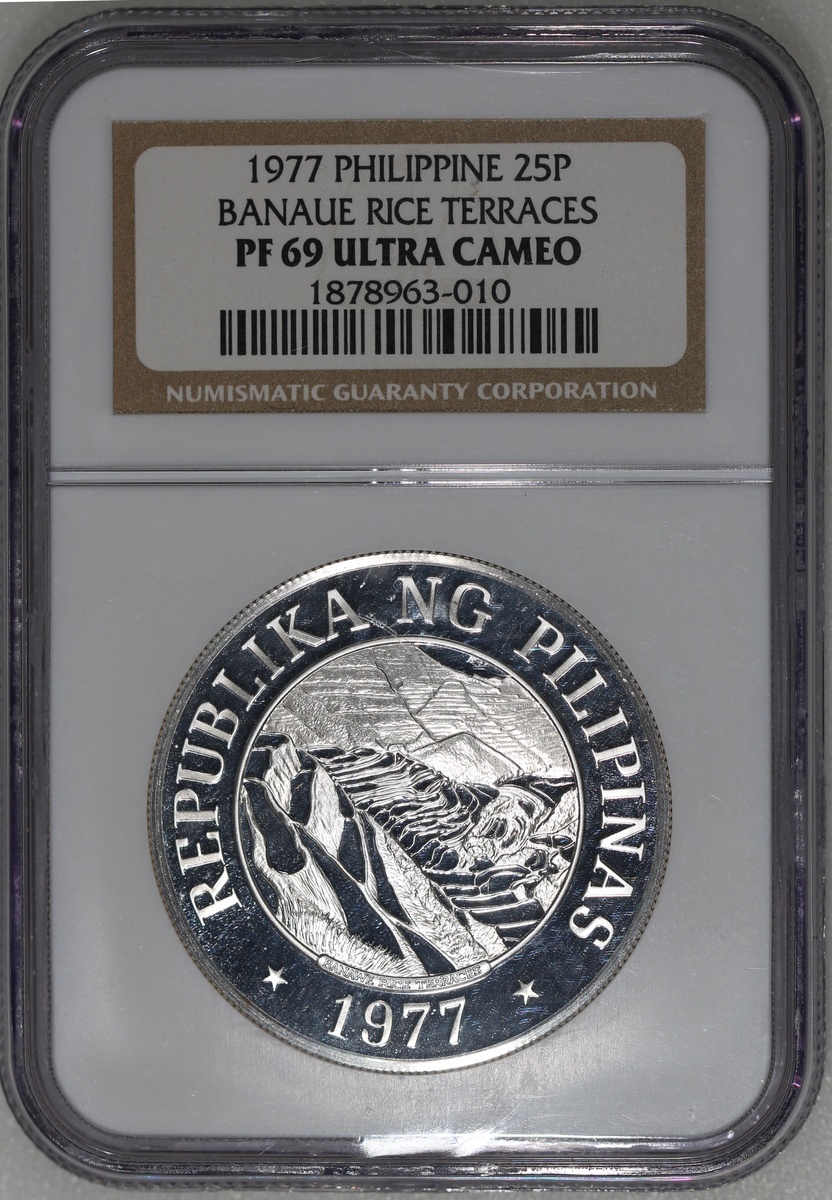 1977 PHILIPPINE 25P
BANAUE RICE TERRACES
PF 69 ULTRA CAMEO
1878963-010
NUMISMATIC GUARANTY CORPORATION
REPUBLIKA NG PILIPINAS
BANAWE RICE TERRACES
1977